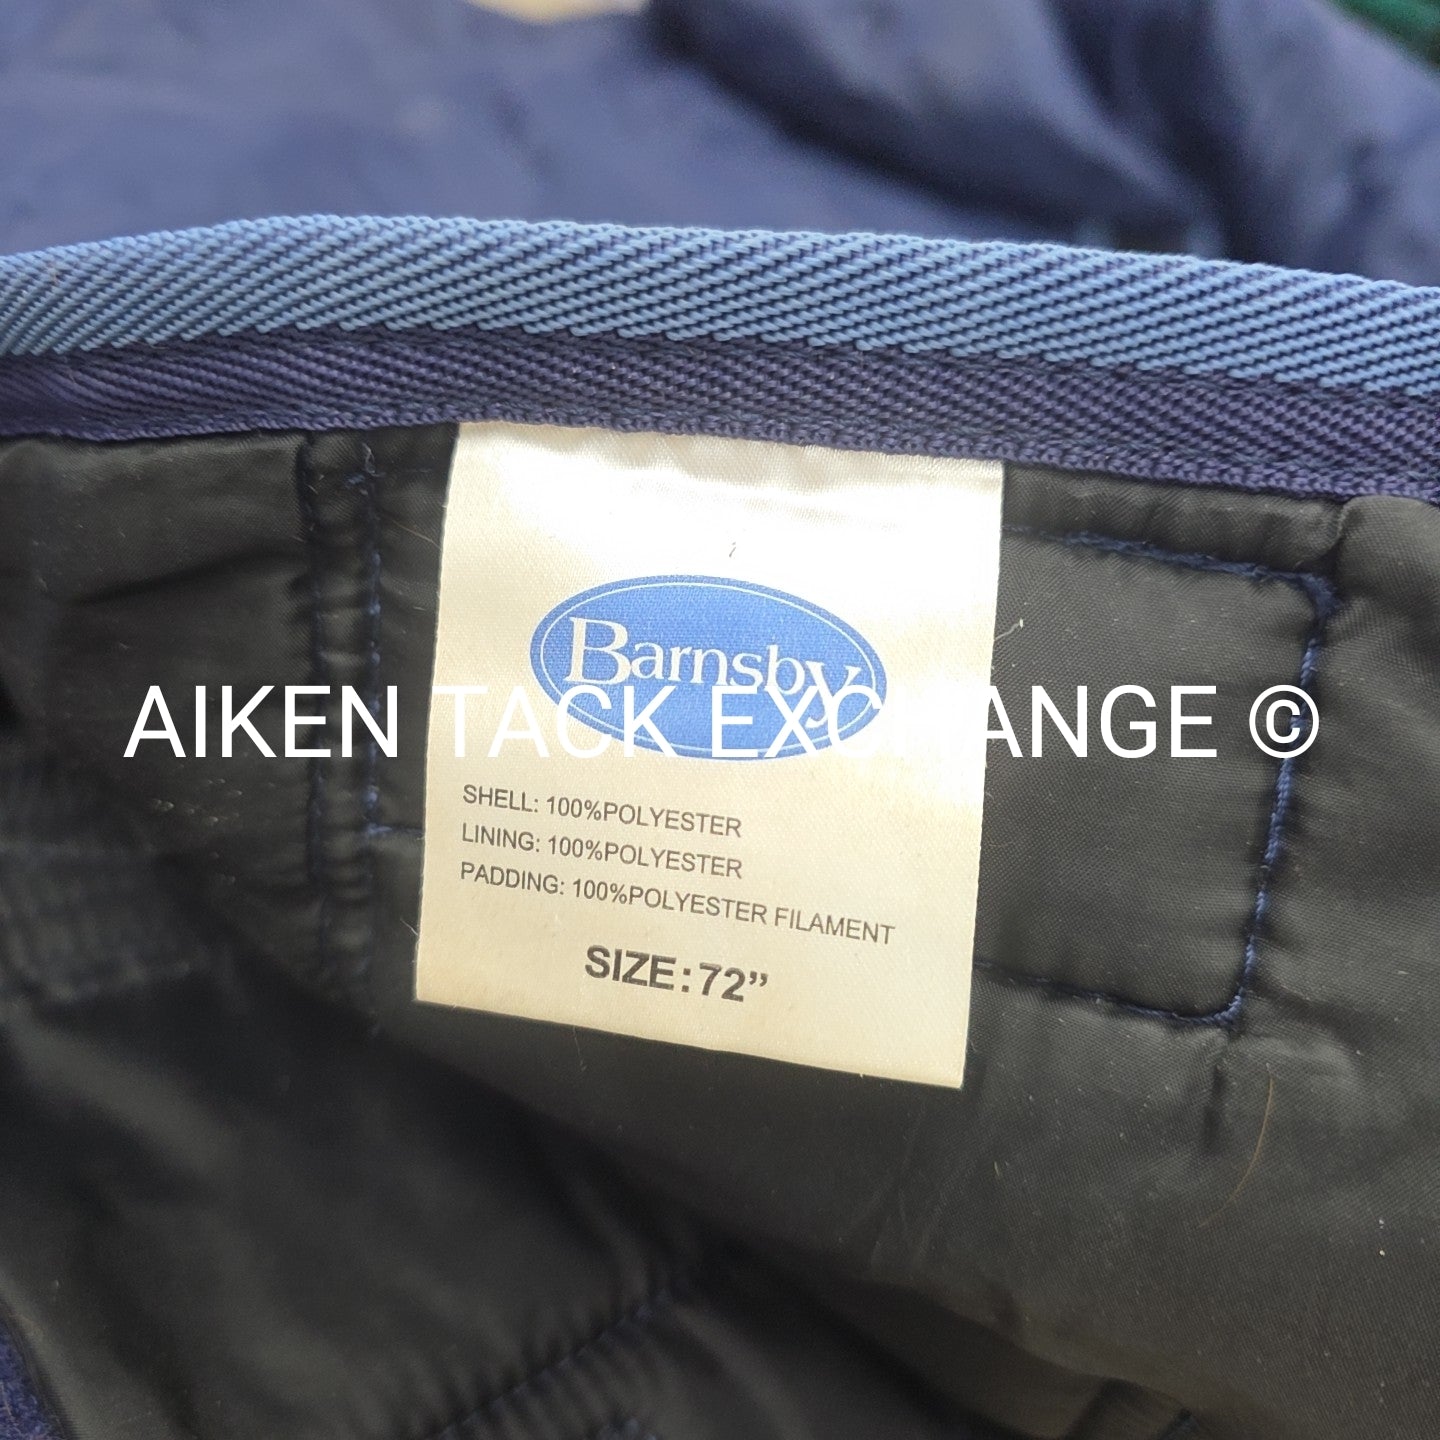 Barnsby
AIKEN TACK EXCHANGE ©
SHELL: 100%POLYESTER
LINING: 100%POLYESTER
PADDING: 100%POLYESTER FILAMENT
SIZE:72”